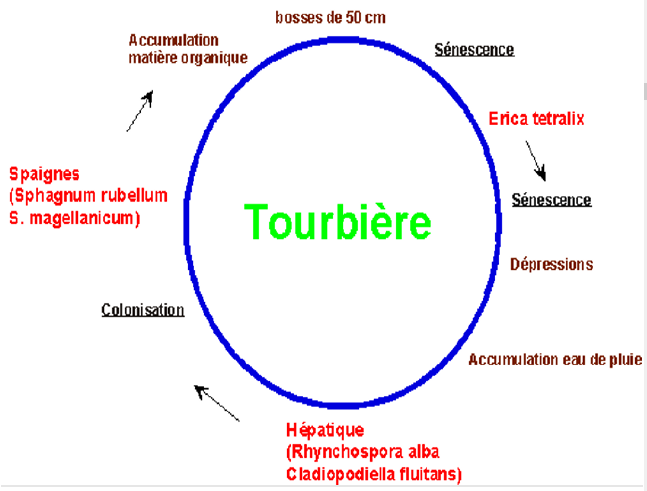 bosses de 50 cm
Accumulation
matière organique
Sénescence
Erica tetralix
Spaignes
(Sphagnum rubellum
S. magellanicum)
Sénescence
Tourbière
Dépressions
Colonisation
Accumulation eau de pluie
Hépatique
(Rhynchospora alba
Cladiopodiella fluitans)